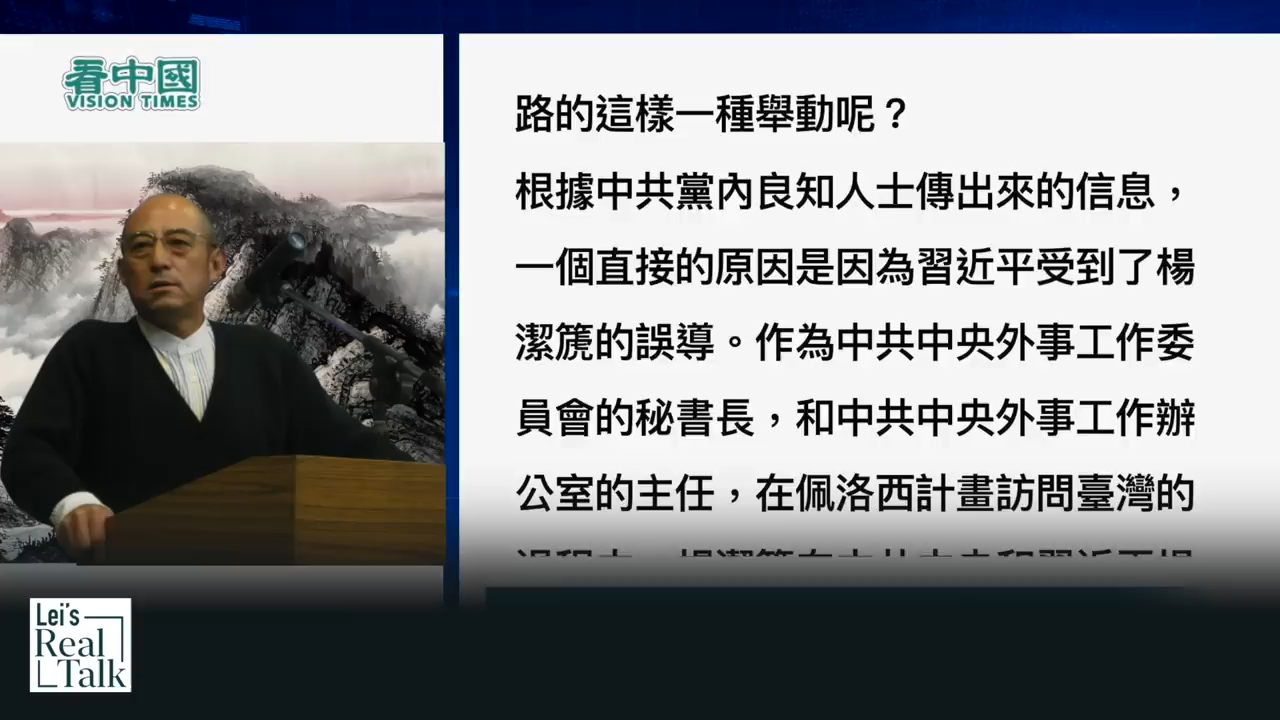 看中國
VISION TIMES
路的這樣一種舉動呢？
根據中共黨內良知人士傳出來的信息，
一個直接的原因是因為習近平受到了楊
潔篪的誤導。作為中共中央外事工作委
員會的秘書長，和中共中央外事工作辦
公室的主任，在佩洛西計畫訪問臺灣的
Lei's
Real
Talk